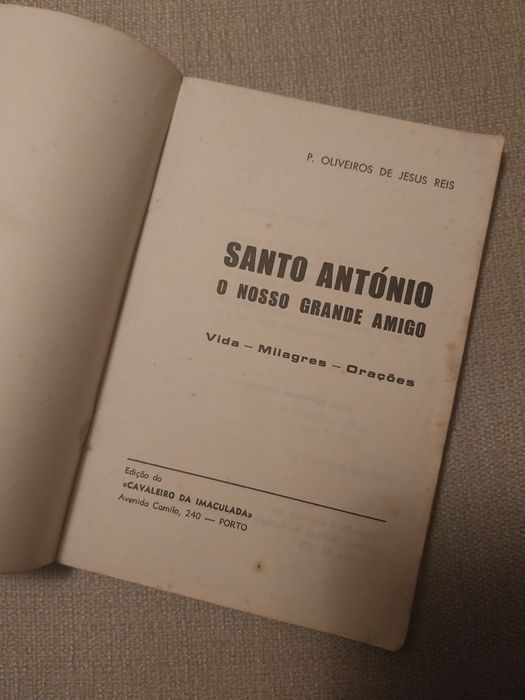 P. OLIVEIROS DE JESUS REIS
SANTO ANTÓNIO
O NOSSO GRANDE AMIGO
Vida — Milagres — Orações
Edição do
«CAVALEIRO DA IMACULADA»
Avenida Camilo, 240 — PORTO